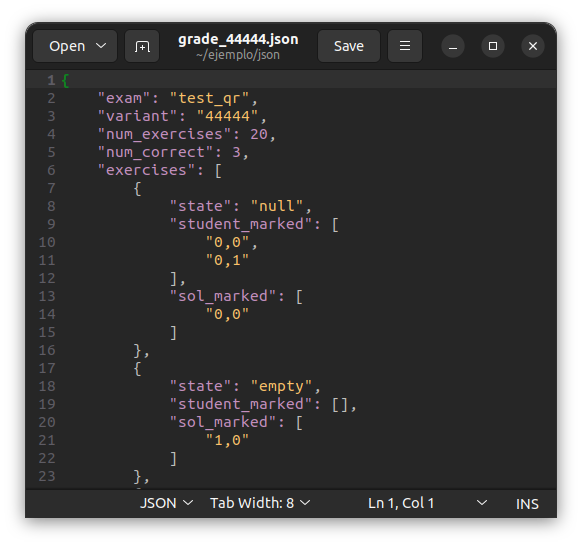 Open
grade_44444.json
~/ejemplo/json
Save
1 {
2     "exam": "test_qr",
3     "variant": "44444",
4     "num_exercises": 20,
5     "num_correct": 3,
6     "exercises": [
7         {
8             "state": "null",
9             "student_marked": [
10                 "0,0",
11                 "0,1"
12             ],
13             "sol_marked": [
14                 "0,0"
15             ]
16         },
17         {
18             "state": "empty",
19             "student_marked": [],
20             "sol_marked": [
21                 "1,0"
22             ]
23         },
JSON Tab Width: 8 Ln 1, Col 1 INS